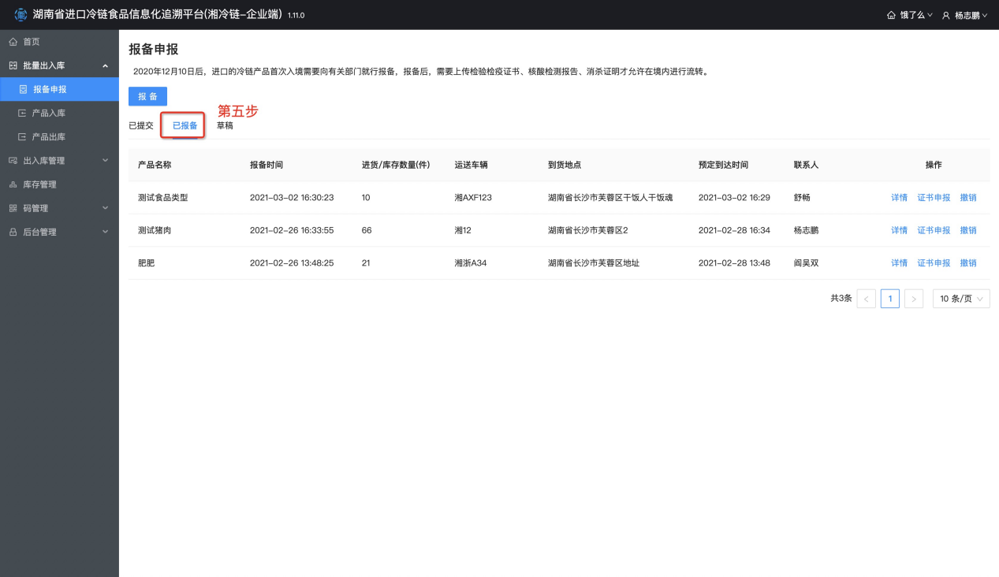 湖南省进口冷链食品信息化追溯平台(湘冷链-企业端) 1.11.0
饿了么 杨志鹏
首页
批量出入库
报备申报
产品入库
产品出库
出入库管理
库存管理
码管理
后台管理
报备申报
2020年12月10日后，进口的冷链产品首次入境需要向有关部门就行报备，报备后，需要上传检验检疫证书、核酸检测报告、消杀证明才允许在境内进行流转。
报 备
第五步
已提交 已报备 草稿
产品名称 报备时间 进货/库存数量(件) 运送车辆 到货地点 预定到达时间 联系人 操作
测试食品类型 2021-03-02 16:30:23 10 湘AXF123 湖南省长沙市芙蓉区干饭人干饭魂 2021-03-02 16:29 舒畅 详情 证书申报 撤销
测试猪肉 2021-02-26 16:33:55 66 湘12 湖南省长沙市芙蓉区2 2021-02-28 16:34 杨志鹏 详情 证书申报 撤销
肥肥 2021-02-26 13:48:25 21 湘浙A34 湖南省长沙市芙蓉区地址 2021-02-28 13:48 阎吴双 详情 证书申报 撤销
共3条 < 1 > 10 条/页